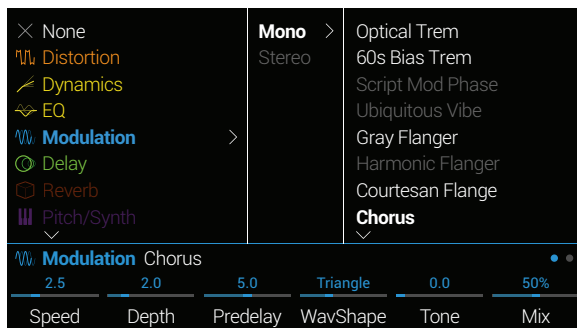 None
Distortion
Dynamics
EQ
Modulation
Delay
Reverb
Pitch/Synth
Mono
Stereo
Optical Trem
60s Bias Trem
Script Mod Phase
Ubiquitous Vibe
Gray Flanger
Harmonic Flanger
Courtesan Flange
Chorus
Modulation Chorus
2.5 2.0 5.0 Triangle 0.0 50%
Speed Depth Predelay WavShape Tone Mix